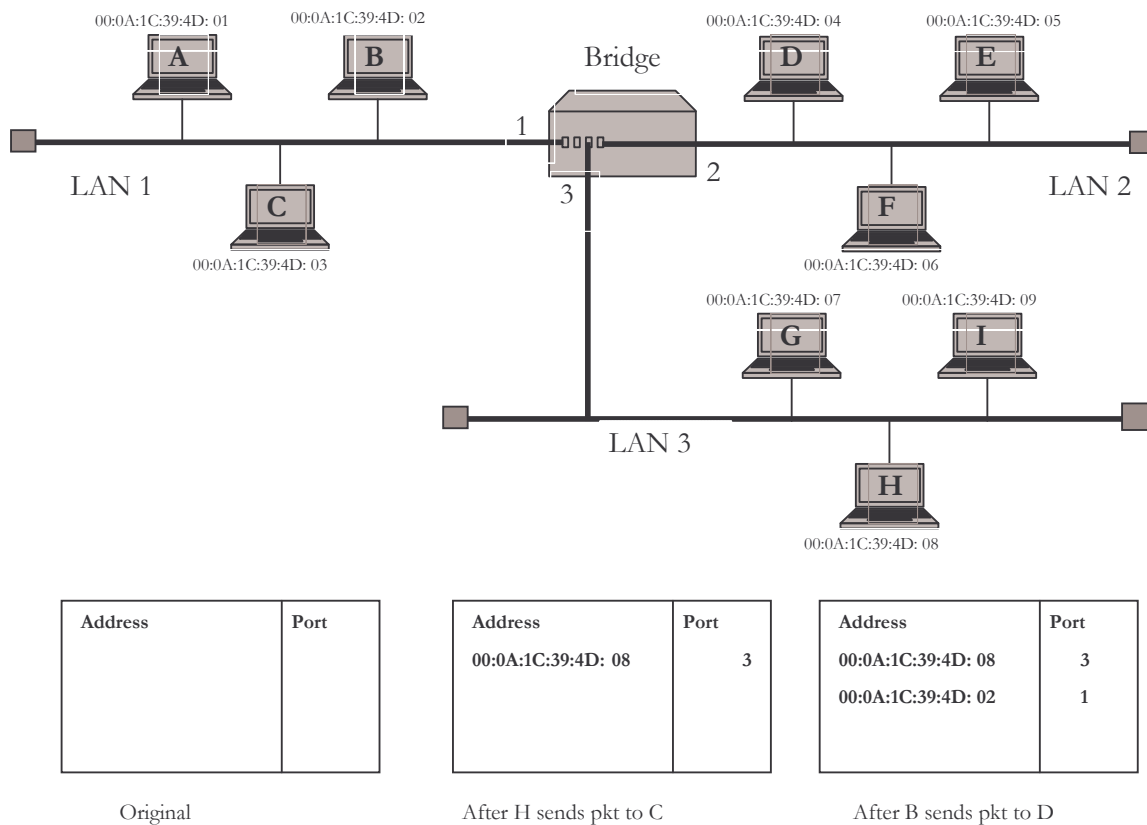 00:0A:1C:39:4D: 01
00:0A:1C:39:4D: 02
00:0A:1C:39:4D: 04
00:0A:1C:39:4D: 05
A
B
Bridge
D
E
1
2
3
LAN 1
C
F
LAN 2
00:0A:1C:39:4D: 03
00:0A:1C:39:4D: 06
00:0A:1C:39:4D: 07
00:0A:1C:39:4D: 09
G
I
LAN 3
H
00:0A:1C:39:4D: 08
Address Port
Original
Address Port
00:0A:1C:39:4D: 08 3
After H sends pkt to C
Address Port
00:0A:1C:39:4D: 08 3
00:0A:1C:39:4D: 02 1
After B sends pkt to D